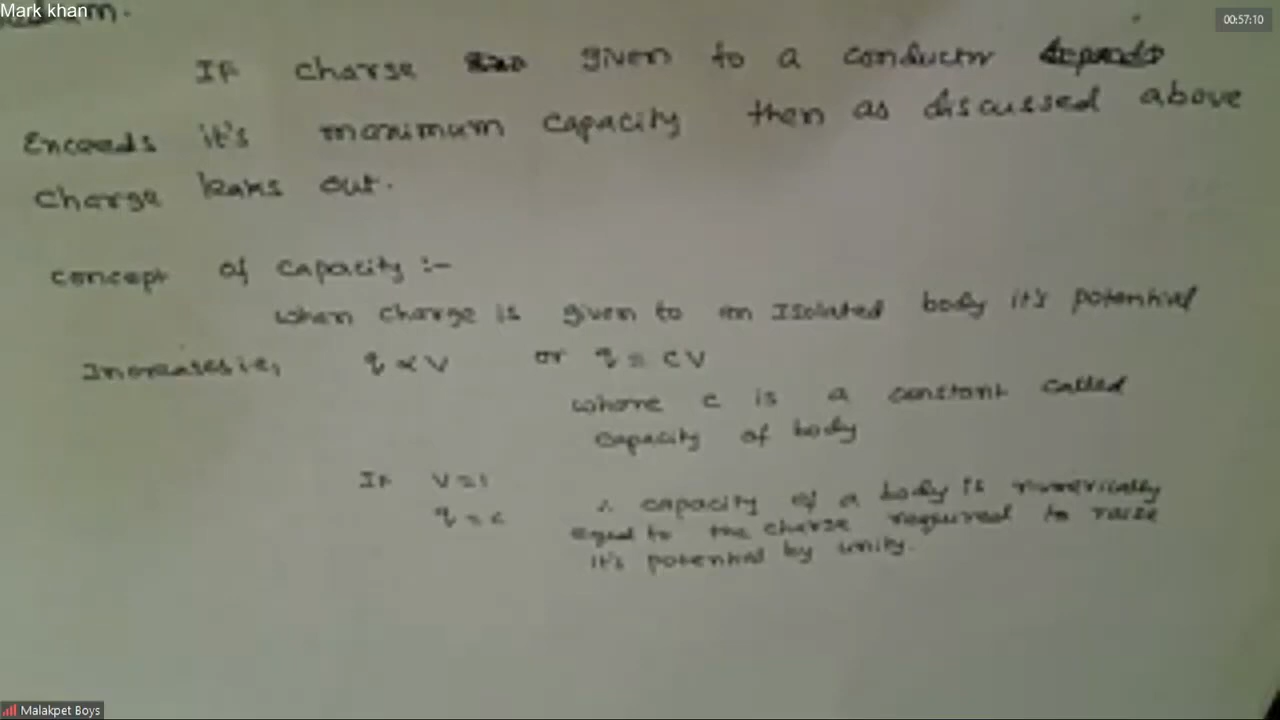 Mark khan
00:57:10
If charge given to a conductor
Exceeds it's maximum capacity then as discussed above
Charge leaks out.
Concept of Capacity :-
When charge is given to an Isolated body it's potential
Increases i.e, q ∝ V or q = CV
where c is a constant called
Capacity of body
If V = 1
q = c
∴ capacity of a body is numerically
equal to the charge required to raise
it's potential by unity.
Malakpet Boys